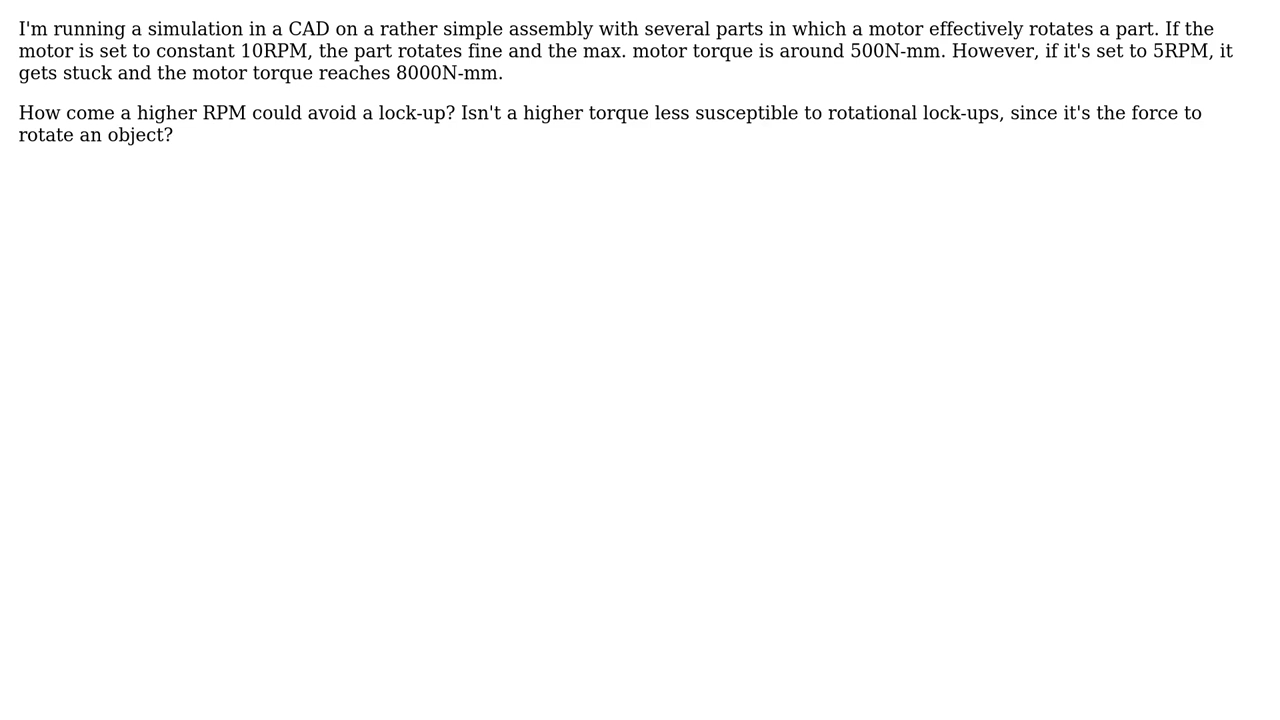 I'm running a simulation in a CAD on a rather simple assembly with several parts in which a motor effectively rotates a part. If the
motor is set to constant 10RPM, the part rotates fine and the max. motor torque is around 500N-mm. However, if it's set to 5RPM, it
gets stuck and the motor torque reaches 8000N-mm.
How come a higher RPM could avoid a lock-up? Isn't a higher torque less susceptible to rotational lock-ups, since it's the force to
rotate an object?